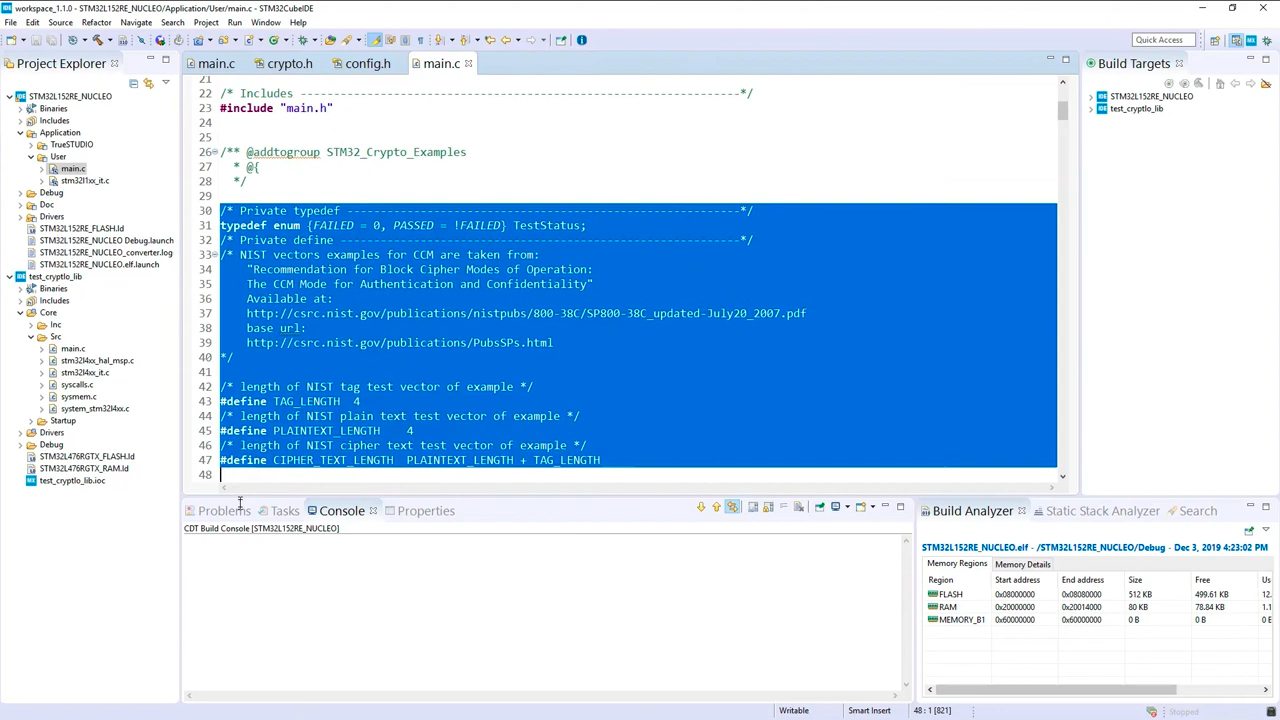 workspace_1.1.0 - STM32L152RE_NUCLEO/Application/User/main.c - STM32CubeIDE
File Edit Source Refactor Navigate Search Project Run Window Help
Quick Access
Project Explorer
STM32L152RE_NUCLEO
Binaries
Includes
Application
TrueSTUDIO
User
main.c
stm32l1xx_it.c
Debug
Doc
Drivers
STM32L152RE_FLASH.ld
STM32L152RE_NUCLEO Debug.launch
STM32L152RE_NUCLEO_converter.log
STM32L152RE_NUCLEO.elf.launch
test_cryptlo_lib
Binaries
Includes
Core
Inc
Src
main.c
stm32l4xx_hal_msp.c
stm32l4xx_it.c
syscalls.c
sysmem.c
system_stm32l4xx.c
Startup
Drivers
Debug
STM32L476RGTX_FLASH.ld
STM32L476RGTX_RAM.ld
test_cryptlo_lib.ioc
main.c crypto.h config.h main.c
21
22 /* Includes ------------------------------------------------------------------*/
23 #include "main.h"
24
25
26 /** @addtogroup STM32_Crypto_Examples
27 * @{
28 */
29
30 /* Private typedef -----------------------------------------------------------*/
31 typedef enum {FAILED = 0, PASSED = !FAILED} TestStatus;
32 /* Private define ------------------------------------------------------------*/
33 /* NIST vectors examples for CCM are taken from:
34 "Recommendation for Block Cipher Modes of Operation:
35 The CCM Mode for Authentication and Confidentiality"
36 Available at:
37 http://csrc.nist.gov/publications/nistpubs/800-38C/SP800-38C_updated-July20_2007.pdf
38 base url:
39 http://csrc.nist.gov/publications/PubsSPs.html
40 */
41
42 /* length of NIST tag test vector of example */
43 #define TAG_LENGTH 4
44 /* length of NIST plain text test vector of example */
45 #define PLAINTEXT_LENGTH 4
46 /* length of NIST cipher text test vector of example */
47 #define CIPHER_TEXT_LENGTH PLAINTEXT_LENGTH + TAG_LENGTH
48
Build Targets
STM32L152RE_NUCLEO
test_cryptlo_lib
Problems Tasks Console Properties
CDT Build Console [STM32L152RE_NUCLEO]
Build Analyzer Static Stack Analyzer Search
STM32L152RE_NUCLEO.elf - /STM32L152RE_NUCLEO/Debug - Dec 3, 2019 4:23:02 PM
Memory Regions Memory Details
Region Start address End address Size Free Us
FLASH 0x08000000 0x08080000 512 KB 499.61 KB 12.
RAM 0x20000000 0x20014000 80 KB 78.84 KB 1.1
MEMORY_B1 0x60000000 0x60000000 0 B 0 B 0 B
Writable Smart Insert 48 : 1 [821] Stopped